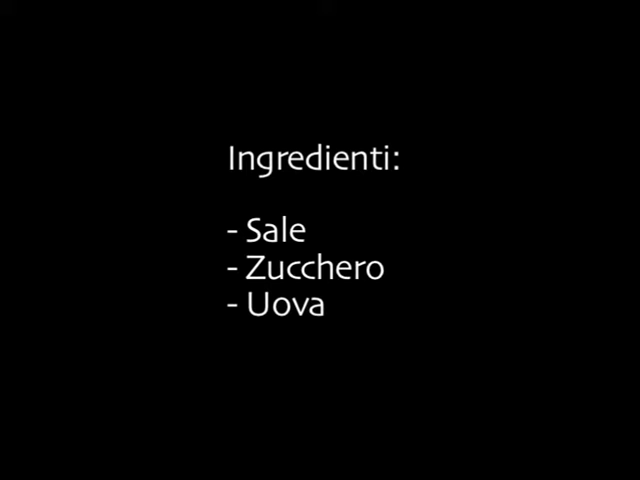 Ingredienti:
- Sale
- Zucchero
- Uova